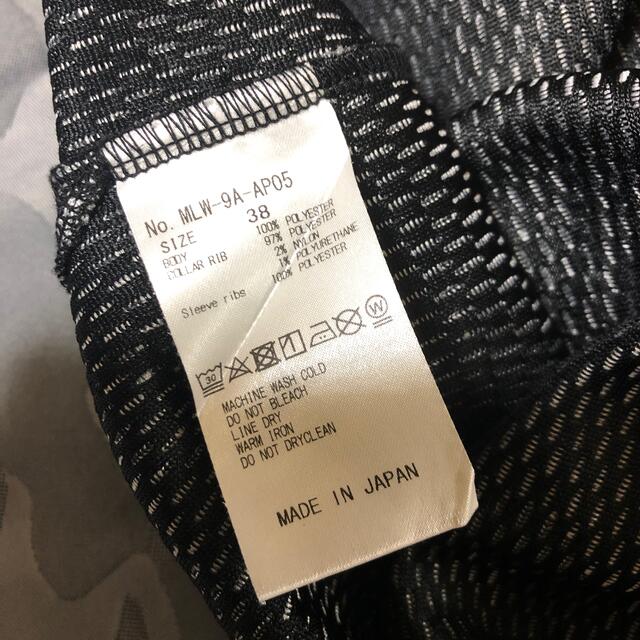 No. MLW-9A-AP05
SIZE 38
BODY 100% POLYESTER
COLLAR RIB 97% POLYESTER
2% NYLON
1% POLYURETHANE
Sleeve ribs 100% POLYESTER
30 W
MACHINE WASH COLD
DO NOT BLEACH
LINE DRY
WARM IRON
DO NOT DRYCLEAN
MADE IN JAPAN